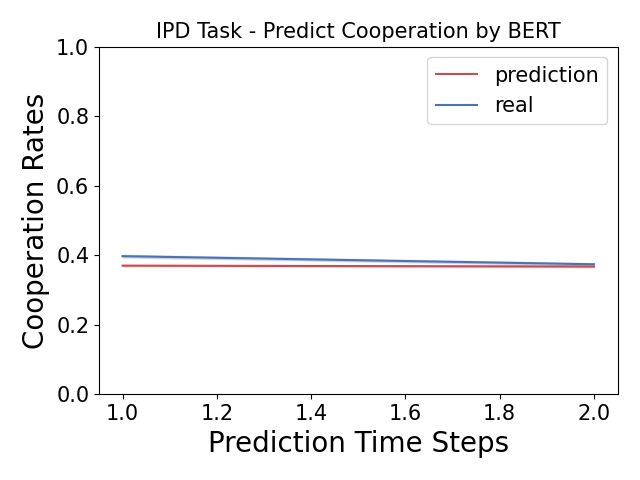 IPD Task - Predict Cooperation by BERT
1.0
0.8
0.6
0.4
0.2
0.0
Cooperation Rates
prediction
real
1.0 1.2 1.4 1.6 1.8 2.0
Prediction Time Steps